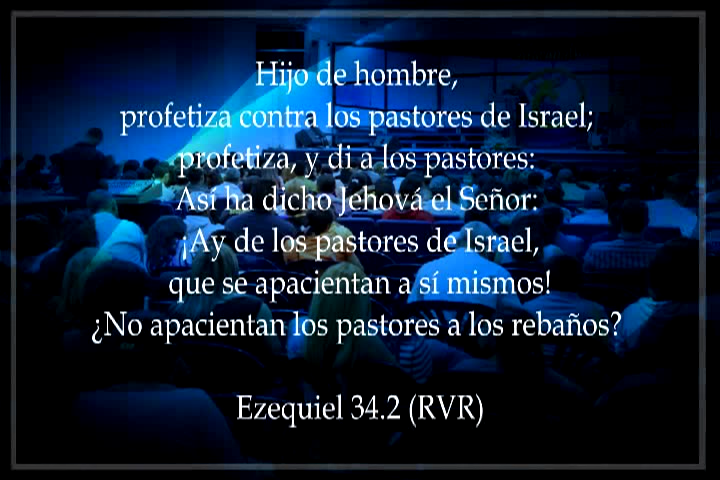 Hijo de hombre,
profetiza contra los pastores de Israel;
profetiza, y di a los pastores:
Así ha dicho Jehová el Señor:
¡Ay de los pastores de Israel,
que se apacientan a sí mismos!
¿No apacientan los pastores a los rebaños?
Ezequiel 34.2 (RVR)